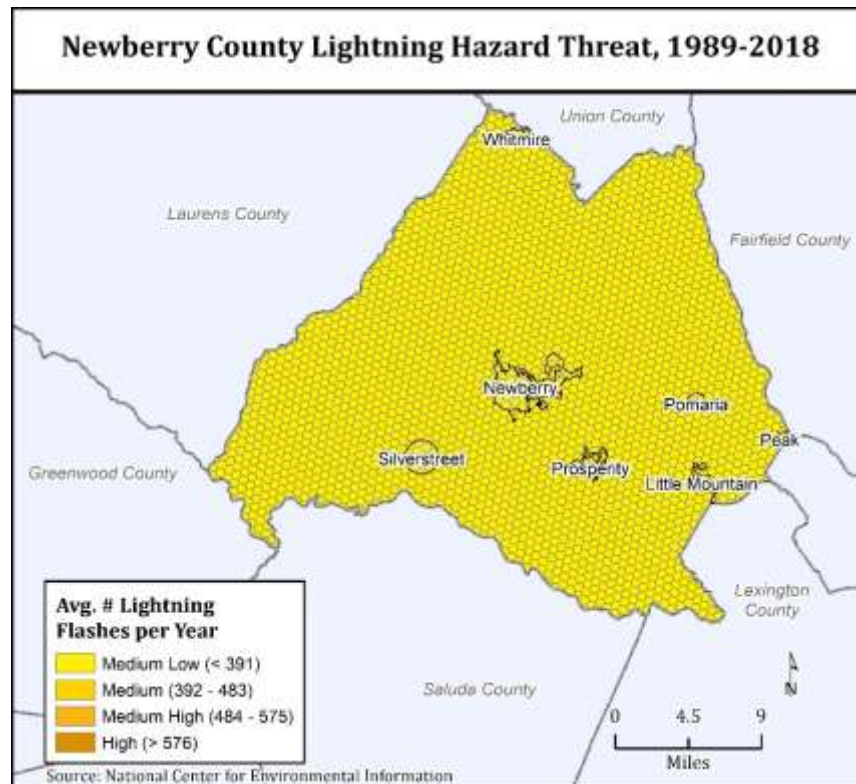 Newberry County Lightning Hazard Threat, 1989-2018
Union County
Whitmire
Laurens County
Fairfield County
Newberry
Pomaria
Peak
Silverstreet
Prosperity
Little Mountain
Greenwood County
Lexington
County
Saluda County
Avg. # Lightning
Flashes per Year
Medium Low (< 391)
Medium (392 - 483)
Medium High (484 - 575)
High (> 576)
N
0 4.5 9
Miles
Source: National Center for Environmental Information